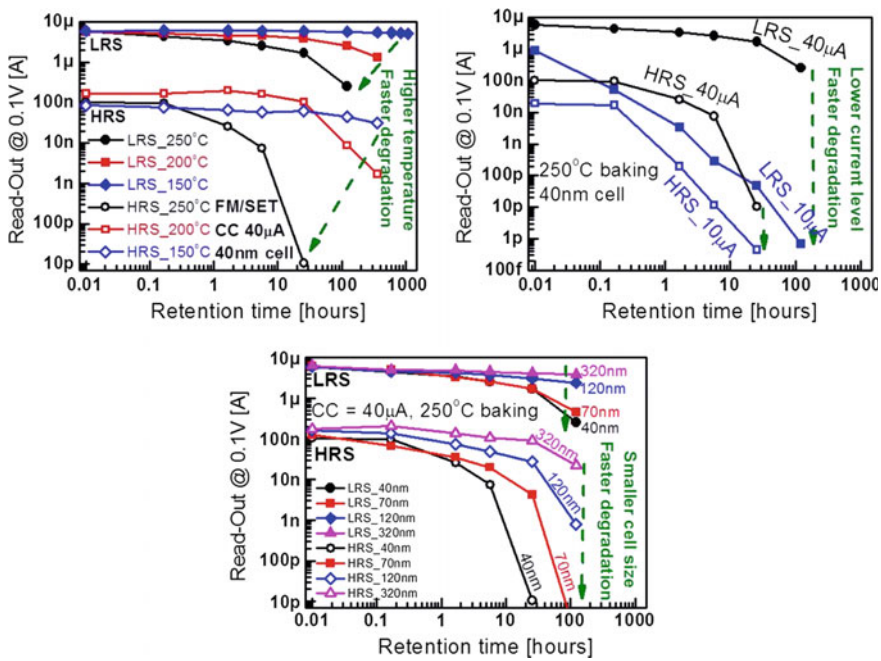 10μ
1μ
100n
10n
1n
100p
10p
Read-Out @ 0.1V [A]
LRS
HRS
LRS_250°C
LRS_200°C
LRS_150°C
HRS_250°C FM/SET
HRS_200°C CC 40μA
HRS_150°C 40nm cell
Higher temperature
Faster degradation
0.01 0.1 1 10 100 1000
Retention time [hours]
10μ
1μ
100n
10n
1n
100p
10p
1p
100f
Read-Out @ 0.1V [A]
LRS_40μA
HRS_40μA
LRS_10μA
HRS_10μA
250°C baking
40nm cell
Lower current level
Faster degradation
0.01 0.1 1 10 100 1000
Retention time [hours]
10μ
1μ
100n
10n
1n
100p
10p
Read-Out @ 0.1V [A]
LRS
320nm
120nm
70nm
40nm
CC = 40μA, 250°C baking
HRS
320nm
120nm
40nm
70nm
LRS_40nm
LRS_70nm
LRS_120nm
LRS_320nm
HRS_40nm
HRS_70nm
HRS_120nm
HRS_320nm
Smaller cell size
Faster degradation
0.01 0.1 1 10 100 1000
Retention time [hours]